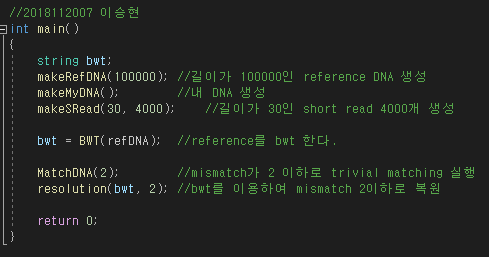 //2018112007 이승현
int main()
{
string bwt;
makeRefDNA(100000); //길이가 100000인 reference DNA 생성
makeMyDNA(); //내 DNA 생성
makeSRead(30, 4000); //길이가 30인 short read 4000개 생성
bwt = BWT(refDNA); //reference를 bwt 한다.
MatchDNA(2); //mismatch가 2 이하로 trivial matching 실행
resolution(bwt, 2); //bwt를 이용하여 mismatch 2이하로 복원
return 0;
}